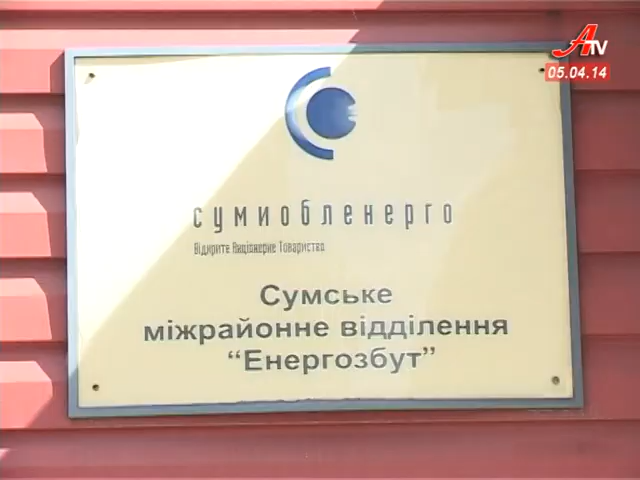 ATV
05.04.14
сумиобленерго
Відкрите Акціонерне Товариство
Сумське
міжрайонне відділення
“Енергозбут”